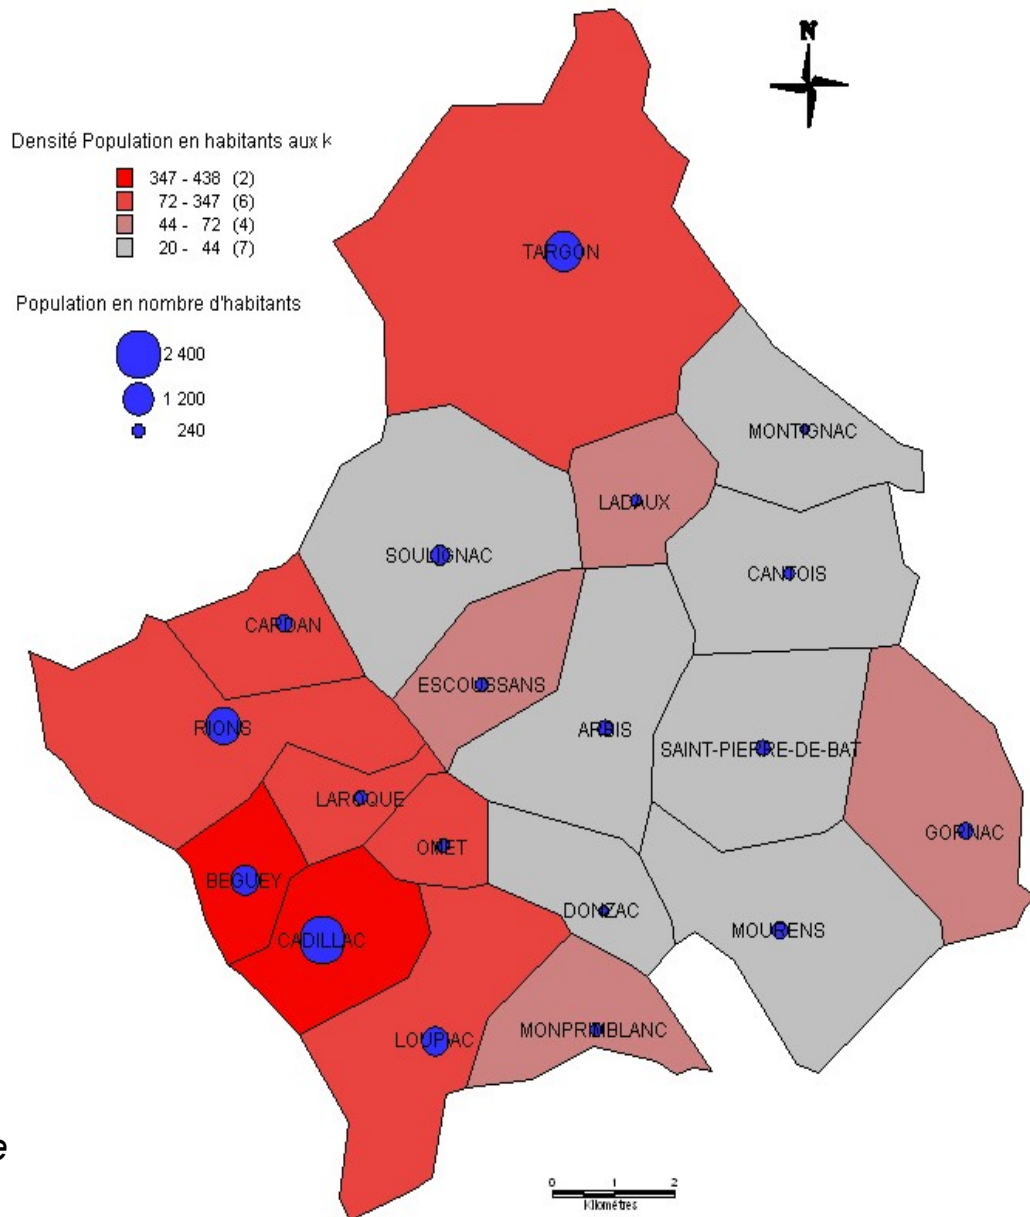 N
Densité Population en habitants aux k
347 - 438 (2)
72 - 347 (6)
44 - 72 (4)
20 - 44 (7)
TARGON
Population en nombre d'habitants
2 400
1 200
240
MONTIGNAC
LADAUX
SOULIGNAC
CANTOIS
CARDAN
ESCOUSSANS
RIONS
ARBIS
SAINT-PIERRE-DE-BAT
LAROQUE
GORNAC
OMET
BEGUEY
DONZAC
MOURENS
CADILLAC
MONPRIMBLANC
LOUPIAC
e
0 1 2
Kilomètres